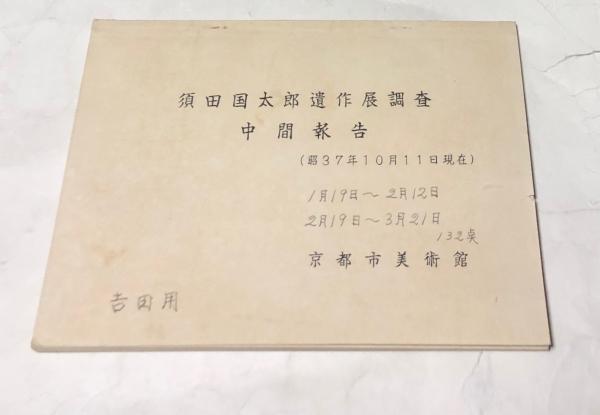 須田国太郎遺作展調査
中間報告
(昭37年10月11日現在)
1月19日～2月12日
2月19日～3月21日
132点
京都市美術館
吉田用